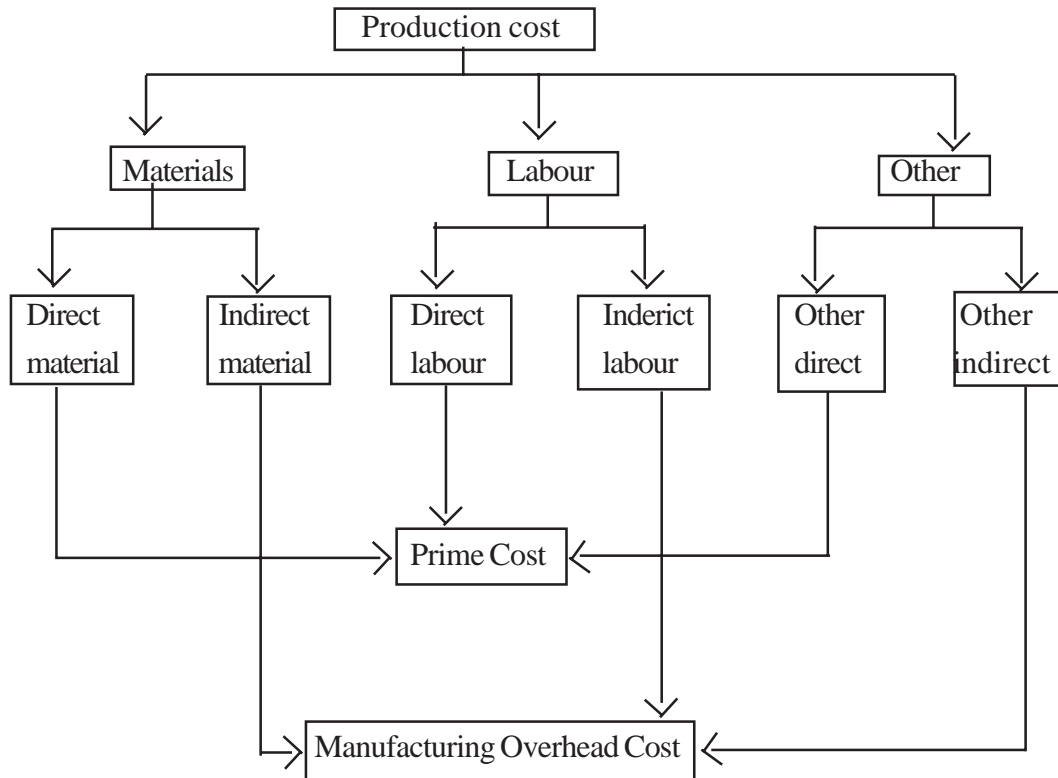 Production cost
Materials
Labour
Other
Direct
material
Indirect
material
Direct
labour
Inderict
labour
Other
direct
Other
indirect
Prime Cost
Manufacturing Overhead Cost